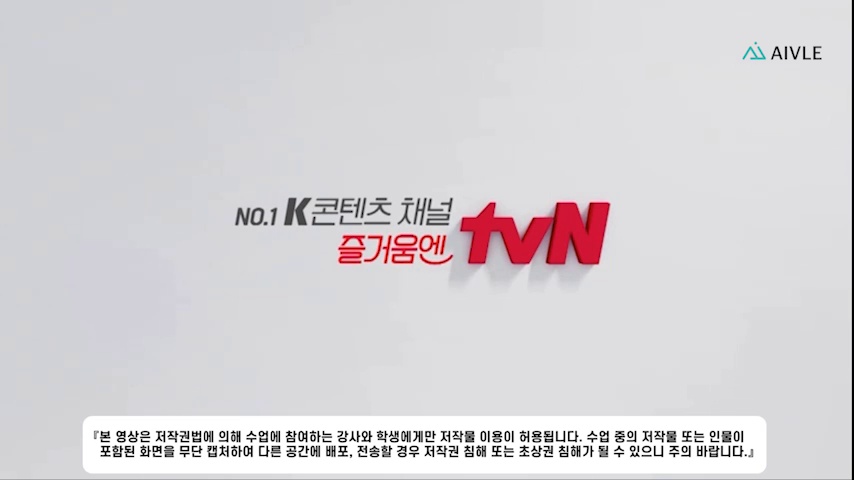 AIVLE
NO.1 K콘텐츠 채널
즐거움엔 tvN
『본 영상은 저작권법에 의해 수업에 참여하는 강사와 학생에게만 저작물 이용이 허용됩니다. 수업 중의 저작물 또는 인물이
포함된 화면을 무단 캡처하여 다른 공간에 배포, 전송할 경우 저작권 침해 또는 초상권 침해가 될 수 있으니 주의 바랍니다.』